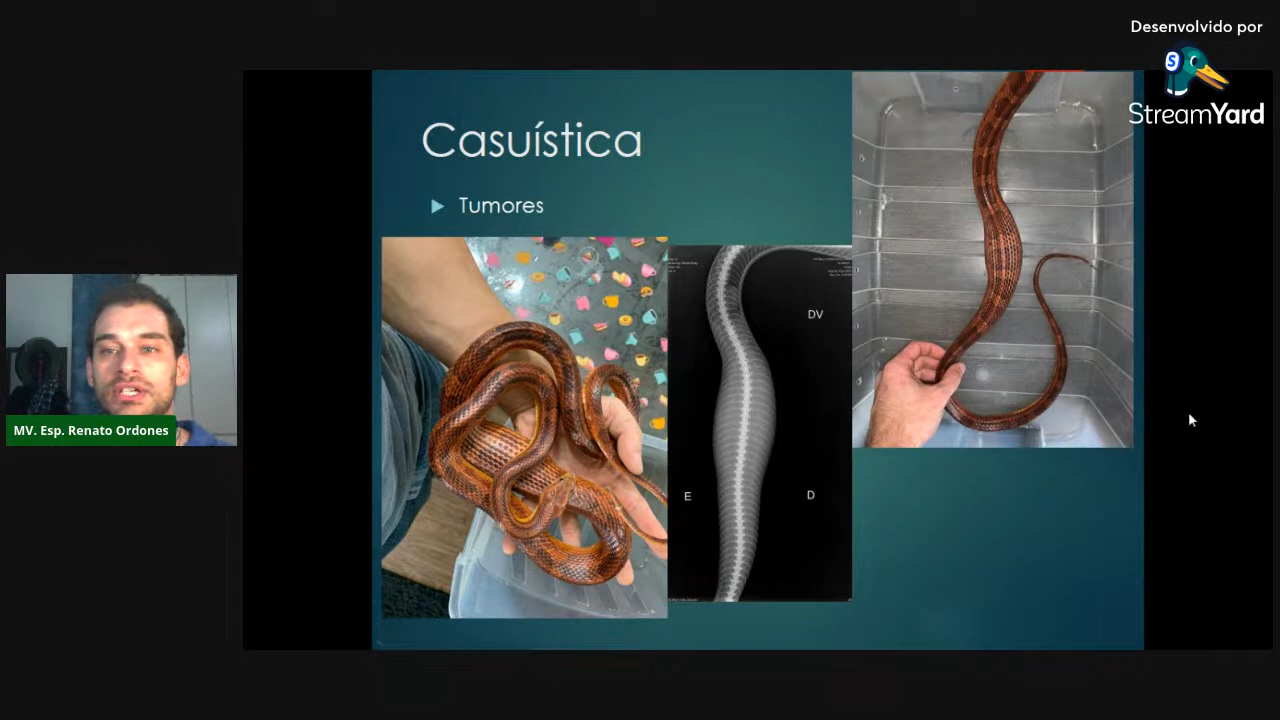 Desenvolvido por
S
StreamYard
Casuística
Tumores
DV
E
D
MV. Esp. Renato Ordones